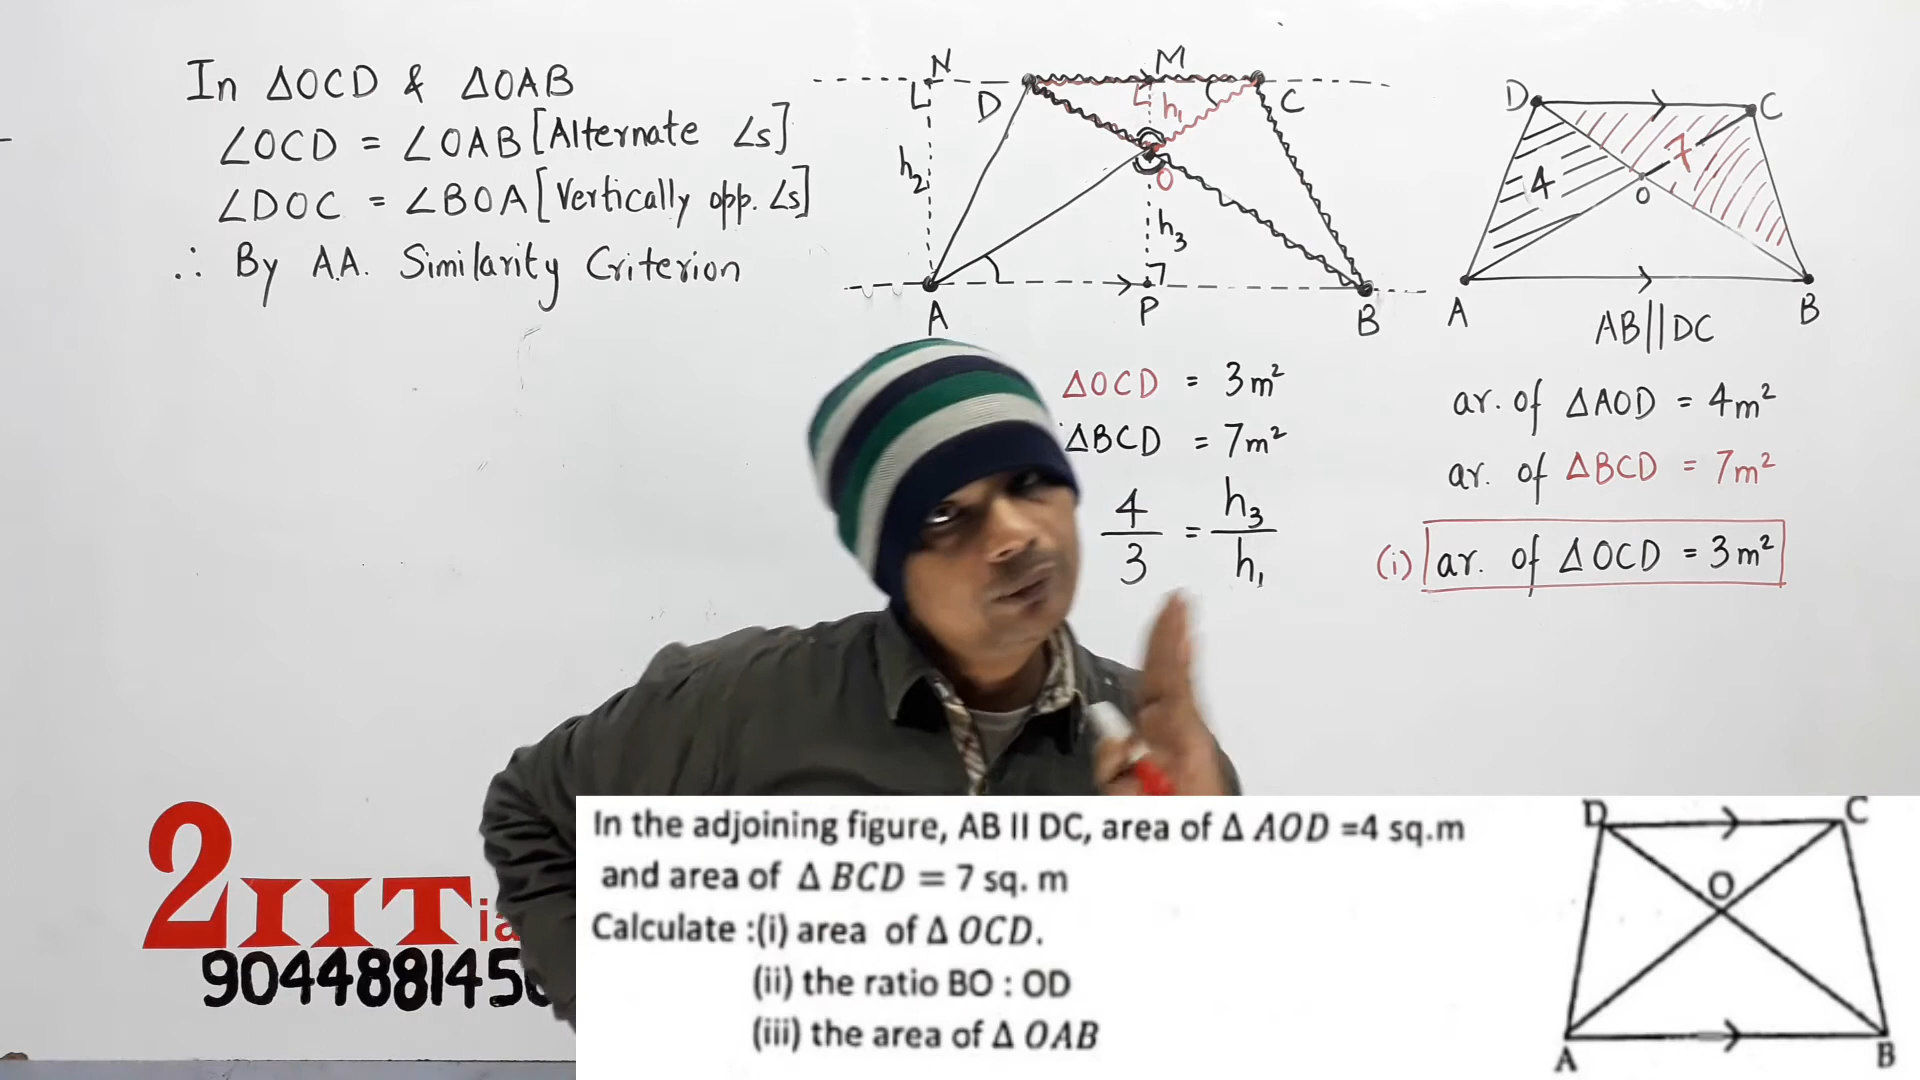 In ΔOCD & ΔOAB
∠OCD = ∠OAB [Alternate ∠s]
∠DOC = ∠BOA [Vertically opp. ∠s]
∴ By A.A. Similarity Criterion
N M
D C
h₁
h₂
O
h₃
A P B
D C
4 7
O
A B
AB||DC
ΔOCD = 3m²
ΔBCD = 7m²
4/3 = h₃/h₁
ar. of ΔAOD = 4m²
ar. of ΔBCD = 7m²
(i) ar. of ΔOCD = 3m²
2IITia
904488145
In the adjoining figure, AB II DC, area of Δ AOD =4 sq.m
and area of Δ BCD = 7 sq. m
Calculate :(i) area of Δ OCD.
(ii) the ratio BO : OD
(iii) the area of Δ OAB
D C
O
A B